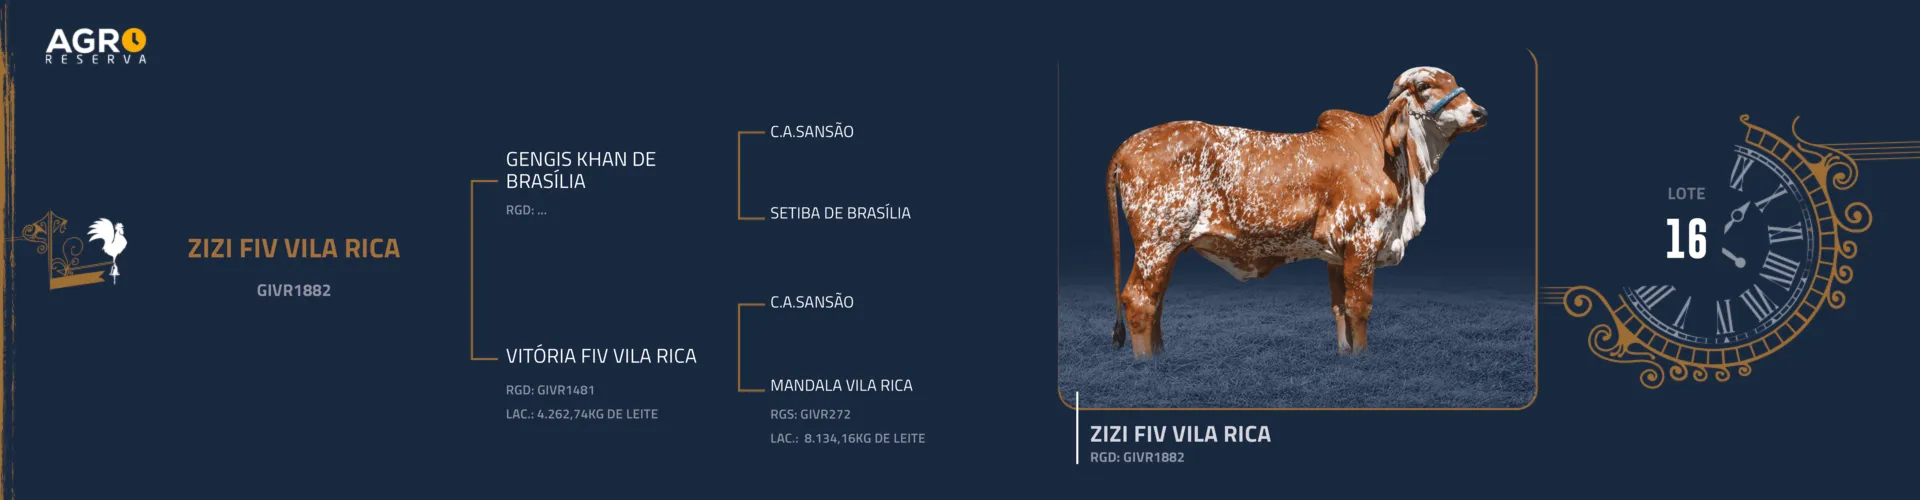 AGRO
RESERVA
ZIZI FIV VILA RICA
GIVR1882
GENGIS KHAN DE
BRASÍLIA
RGD: ...
VITÓRIA FIV VILA RICA
RGD: GIVR1481
LAC.: 4.262,74KG DE LEITE
C.A.SANSÃO
SETIBA DE BRASÍLIA
C.A.SANSÃO
MANDALA VILA RICA
RGS: GIVR272
LAC.: 8.134,16KG DE LEITE
ZIZI FIV VILA RICA
RGD: GIVR1882
LOTE
16